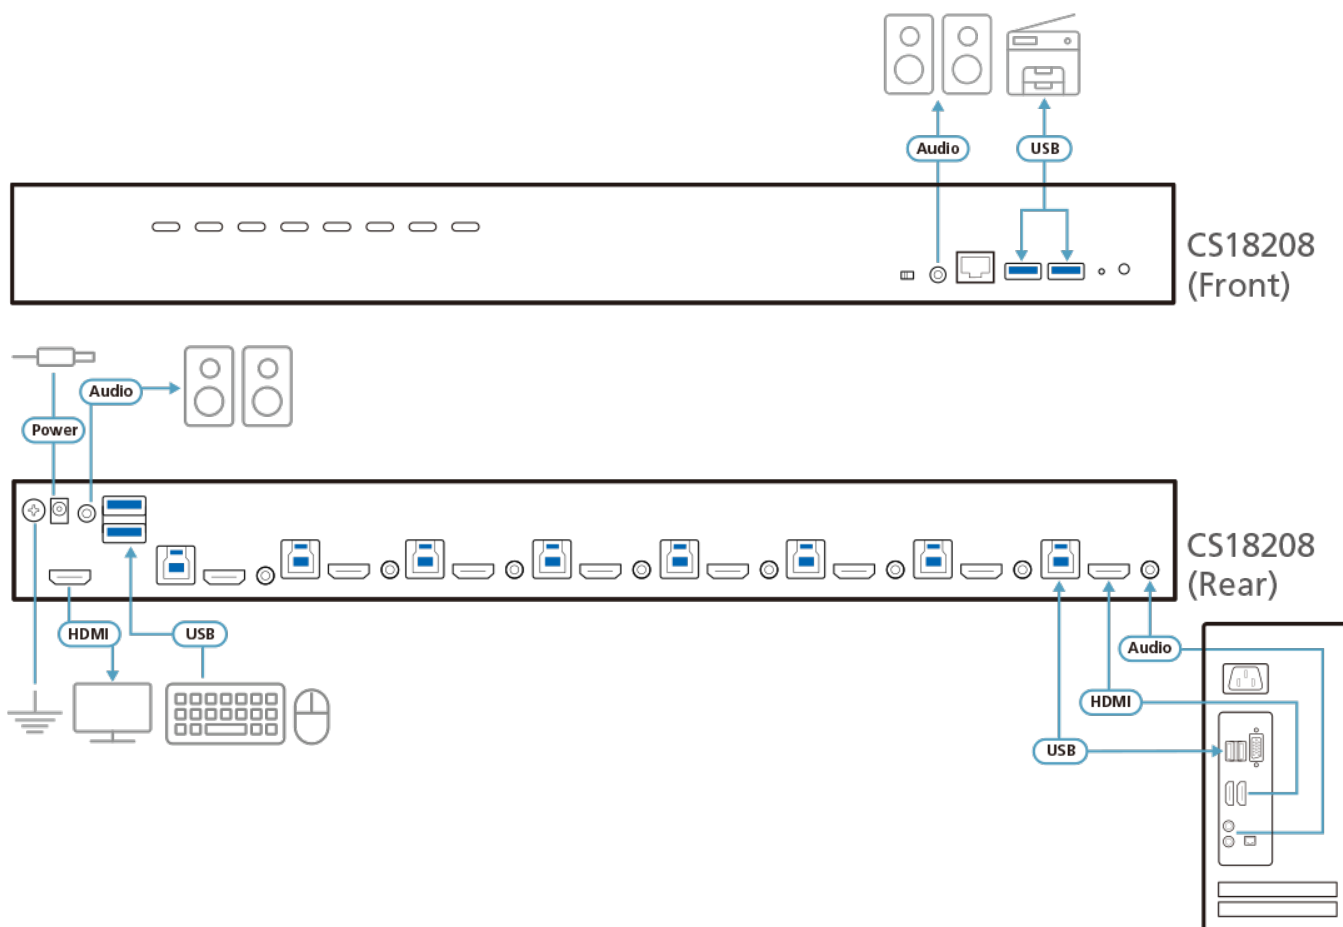 Audio
USB
CS18208
(Front)
Audio
Power
CS18208
(Rear)
HDMI
USB
Audio
HDMI
USB